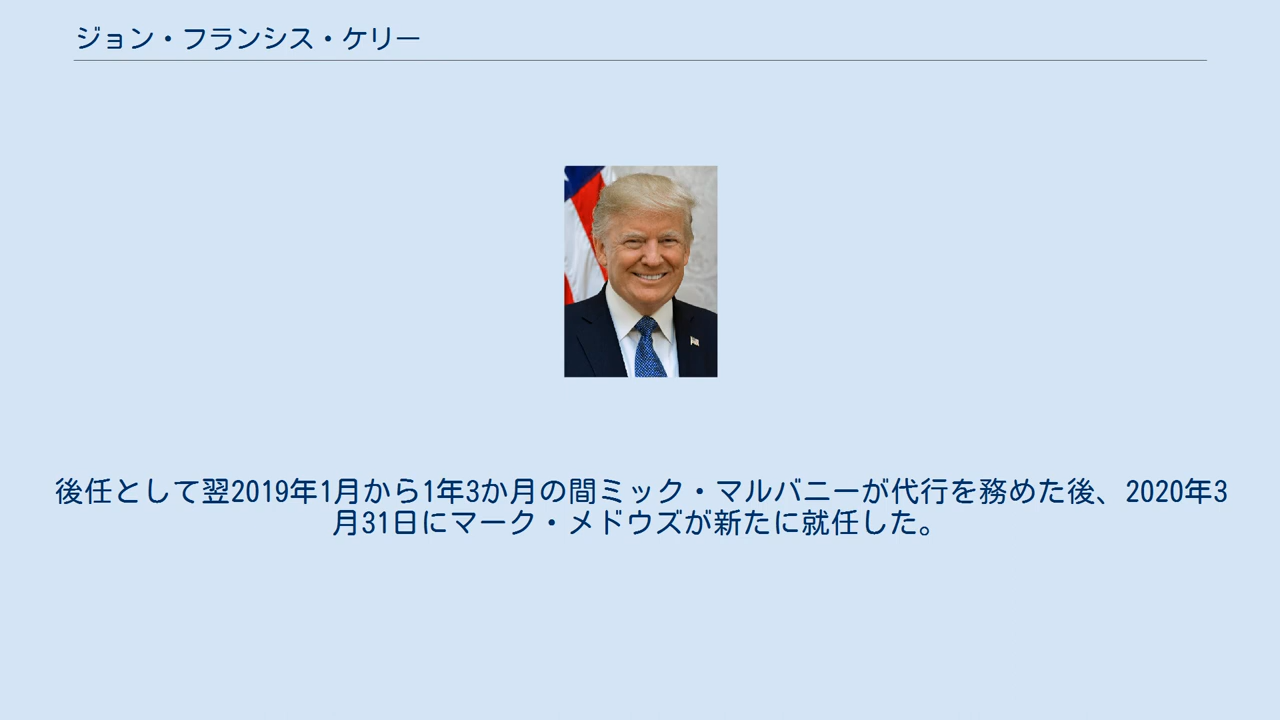 ジョン・フランシス・ケリー
後任として翌2019年1月から1年3か月の間ミック・マルバニーが代行を務めた後、2020年3
月31日にマーク・メドウズが新たに就任した。